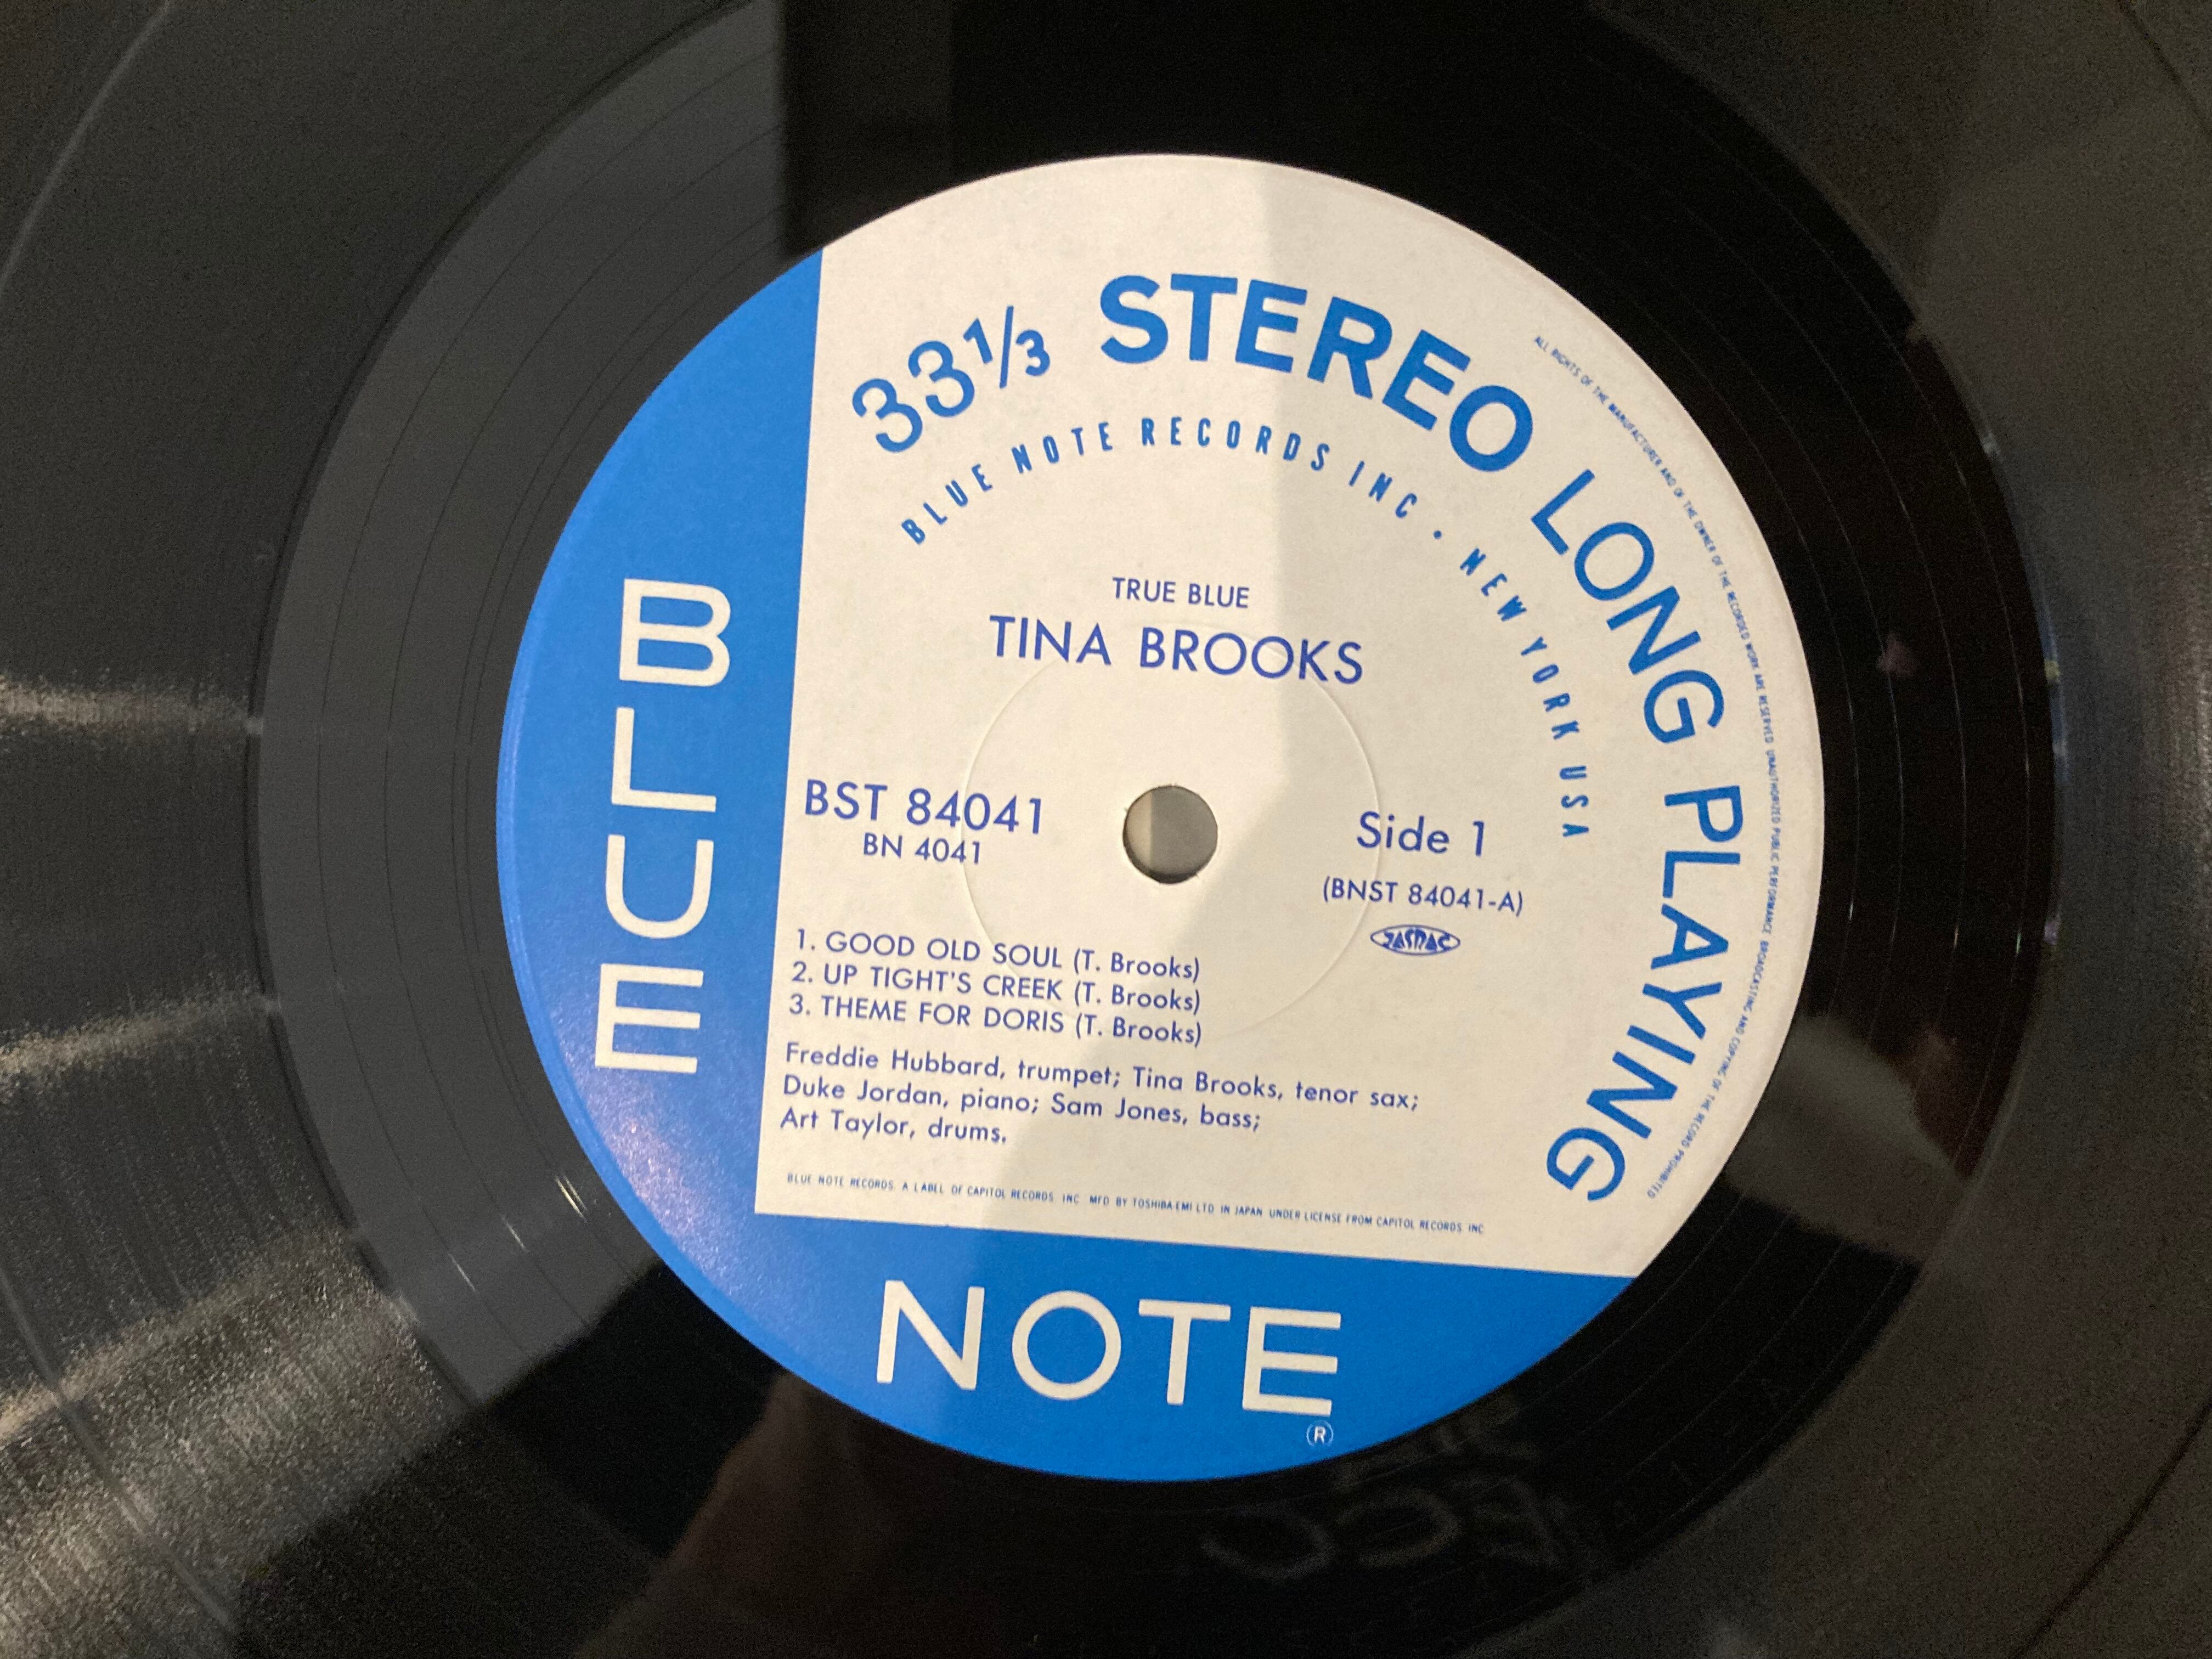 33⅓ STEREO LONG PLAYING
BLUE NOTE RECORDS INC • NEW YORK USA
ALL RIGHTS OF THE MANUFACTURER AND OF THE OWNER OF THE RECORDED WORK ARE RESERVED UNAUTHORIZED PUBLIC PERFORMANCE BROADCASTING AND COPYING OF THE RECORD PROHIBITED
TRUE BLUE
TINA BROOKS
BST 84041
BN 4041
Side 1
(BNST 84041-A)
JASRAC
1. GOOD OLD SOUL (T. Brooks)
2. UP TIGHT'S CREEK (T. Brooks)
3. THEME FOR DORIS (T. Brooks)
Freddie Hubbard, trumpet; Tina Brooks, tenor sax;
Duke Jordan, piano; Sam Jones, bass;
Art Taylor, drums.
BLUE NOTE RECORDS. A LABEL OF CAPITOL RECORDS. INC MFD BY TOSHIBA-EMI LTD IN JAPAN UNDER LICENSE FROM CAPITOL RECORDS INC
BLUE
NOTE
®